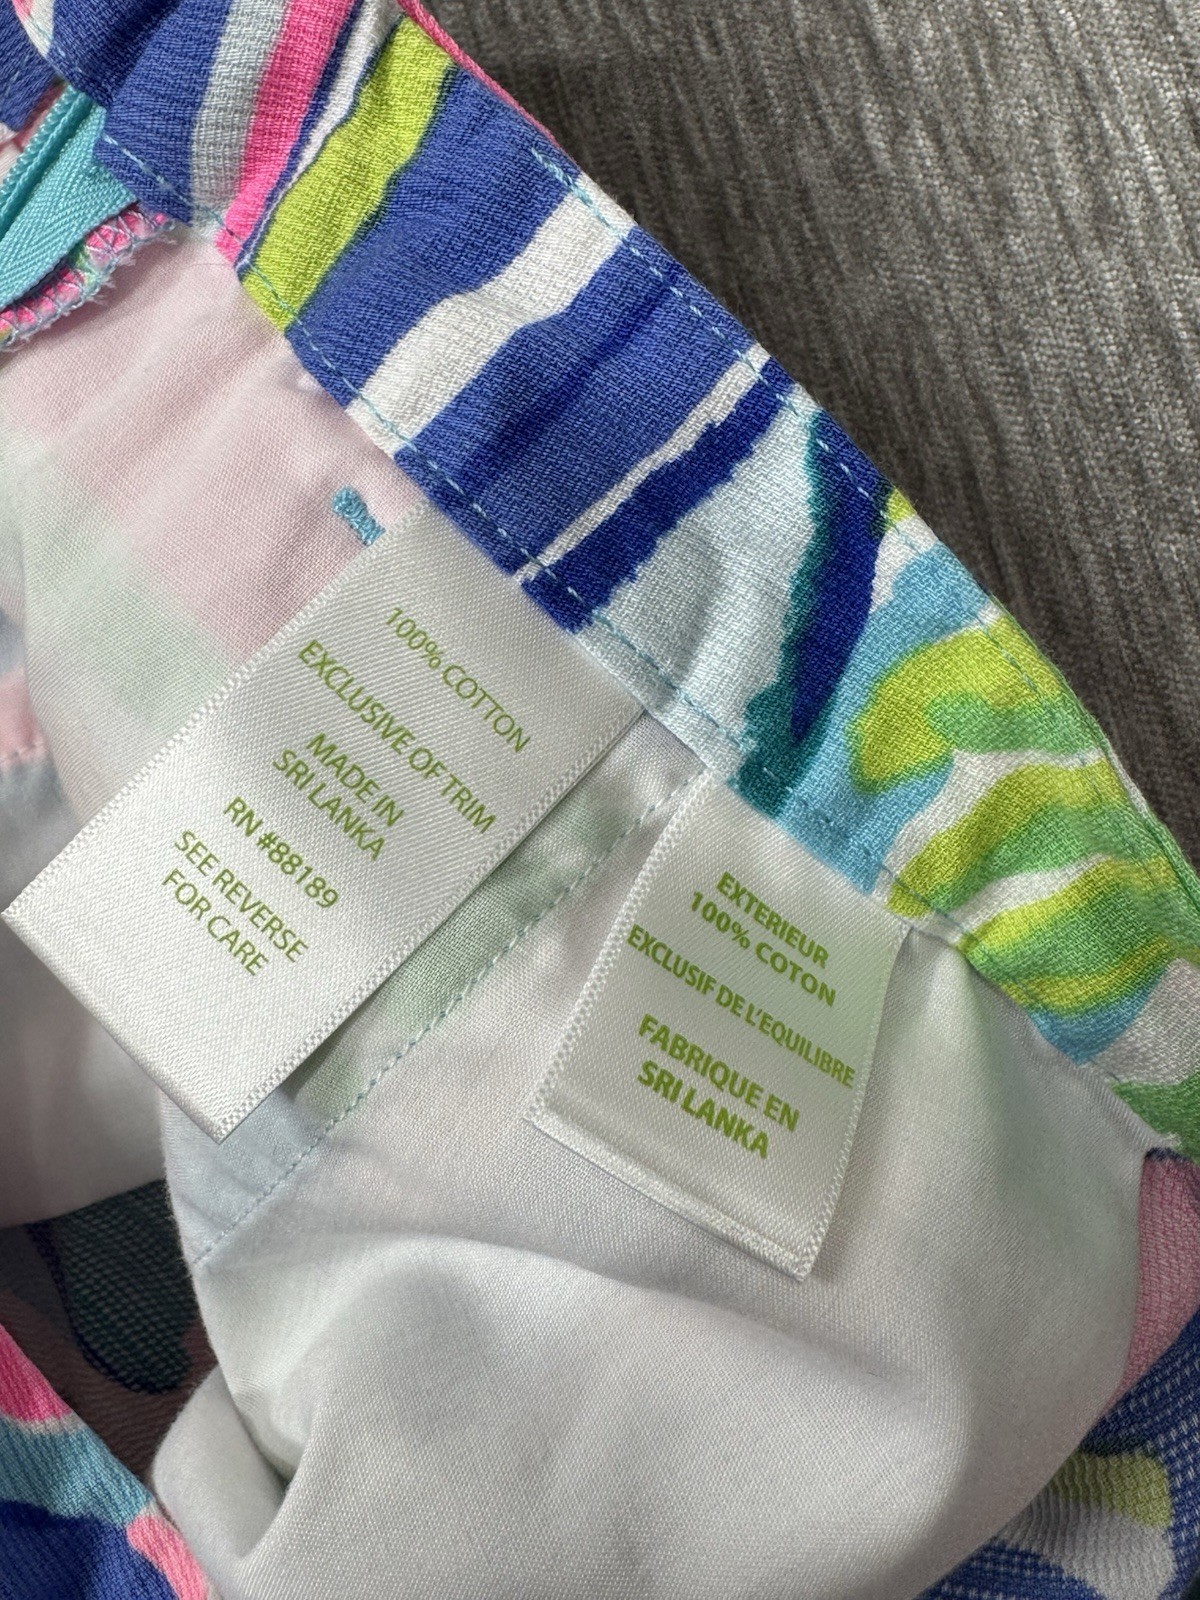 100% COTTON
EXCLUSIVE OF TRIM
MADE IN
SRI LANKA
RN #88189
SEE REVERSE
FOR CARE
EXTERIEUR
100% COTON
EXCLUSIF DE L'EQUILIBRE
FABRIQUE EN
SRI LANKA